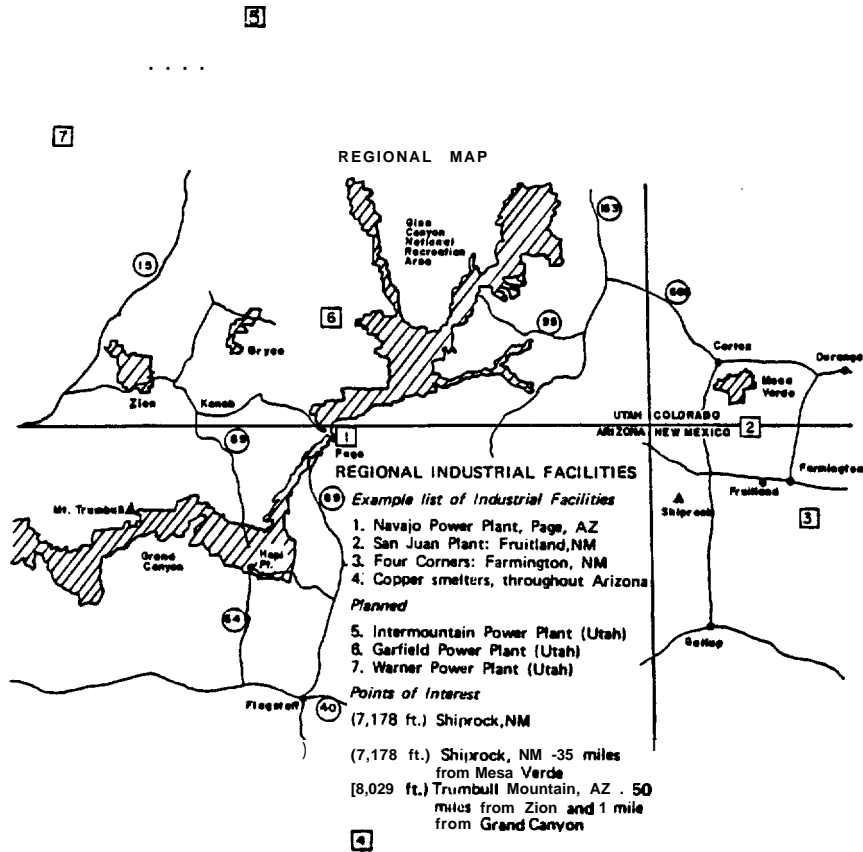 5
. . . .
7
REGIONAL MAP
Glen
Canyon
National
Recreation
Area
163
15
6
95
666
Bryce
Cortez
Durango
Zion
Kanab
Mesa
Verde
UTAH COLORADO
ARIZONA NEW MEXICO
2
1
Page
89
REGIONAL INDUSTRIAL FACILITIES
Farmington
Fruitland
Shiprock
3
89
Example list of Industrial Facilities
Mt. Trumbull
1. Navajo Power Plant, Page, AZ
2. San Juan Plant: Fruitland,NM
3. Four Corners: Farmington, NM
4. Copper smelters, throughout Arizona
Grand
Canyon
Hopi
Pt.
Planned
5. Intermountain Power Plant (Utah)
6. Garfield Power Plant (Utah)
7. Warner Power Plant (Utah)
64
Gallup
Points of Interest
Flagstaff
40
(7,178 ft.) Shiprock,NM
(7,178 ft.) Shiprock, NM -35 miles
from Mesa Verde
[8,029 ft.) Trumbull Mountain, AZ . 50
miles from Zion and 1 mile
from Grand Canyon
4